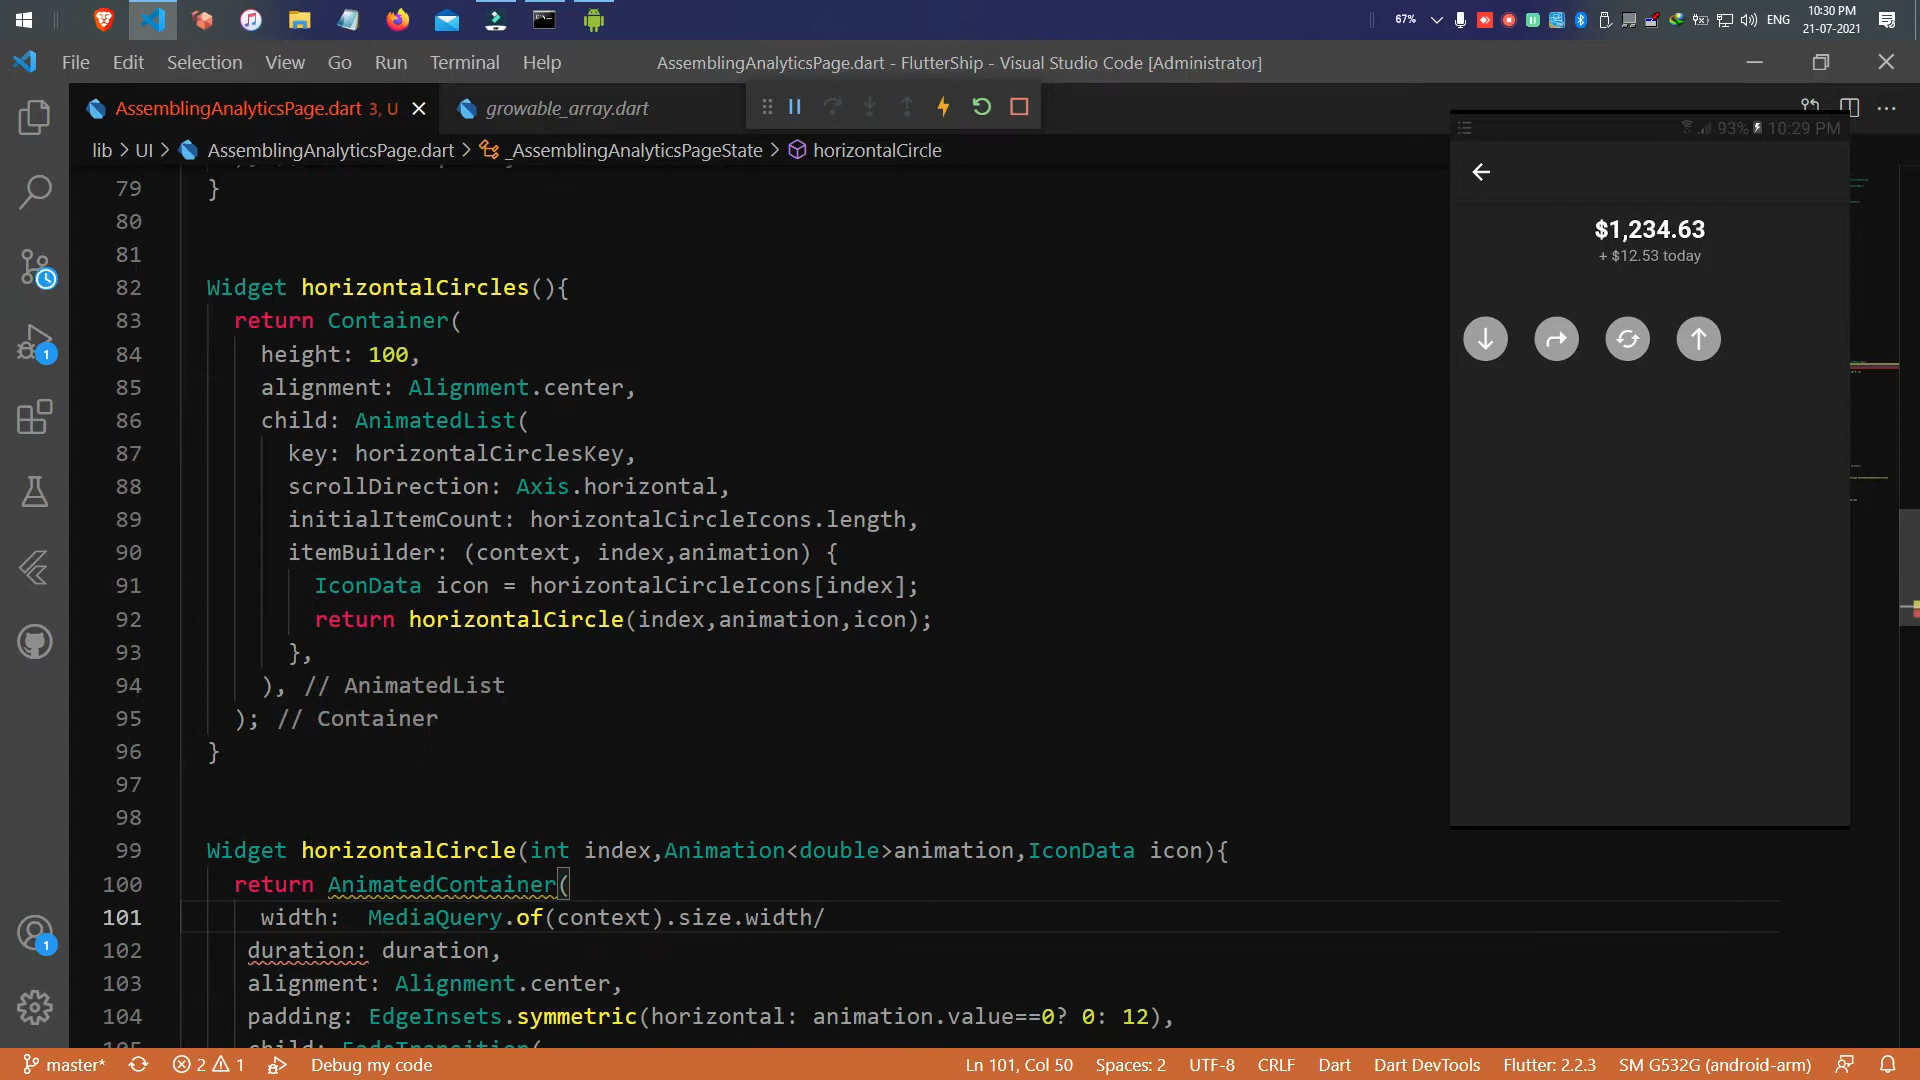 67%
ENG
10:30 PM
21-07-2021
File Edit Selection View Go Run Terminal Help
AssemblingAnalyticsPage.dart - FlutterShip - Visual Studio Code [Administrator]
AssemblingAnalyticsPage.dart 3, U
growable_array.dart
lib > UI > AssemblingAnalyticsPage.dart > _AssemblingAnalyticsPageState > horizontalCircle
79 }
80
81
82 Widget horizontalCircles(){
83 return Container(
84 height: 100,
85 alignment: Alignment.center,
86 child: AnimatedList(
87 key: horizontalCirclesKey,
88 scrollDirection: Axis.horizontal,
89 initialItemCount: horizontalCircleIcons.length,
90 itemBuilder: (context, index,animation) {
91 IconData icon = horizontalCircleIcons[index];
92 return horizontalCircle(index,animation,icon);
93 },
94 ), // AnimatedList
95 ); // Container
96 }
97
98
99 Widget horizontalCircle(int index,Animation<double>animation,IconData icon){
100 return AnimatedContainer(
101 width:  MediaQuery.of(context).size.width/
102 duration: duration,
103 alignment: Alignment.center,
104 padding: EdgeInsets.symmetric(horizontal: animation.value==0? 0: 12),
105 child: FadeTransition(
93% 10:29 PM
$1,234.63
+ $12.53 today
1
1
master* 2 1 Debug my code
Ln 101, Col 50 Spaces: 2 UTF-8 CRLF Dart Dart DevTools Flutter: 2.2.3 SM G532G (android-arm)